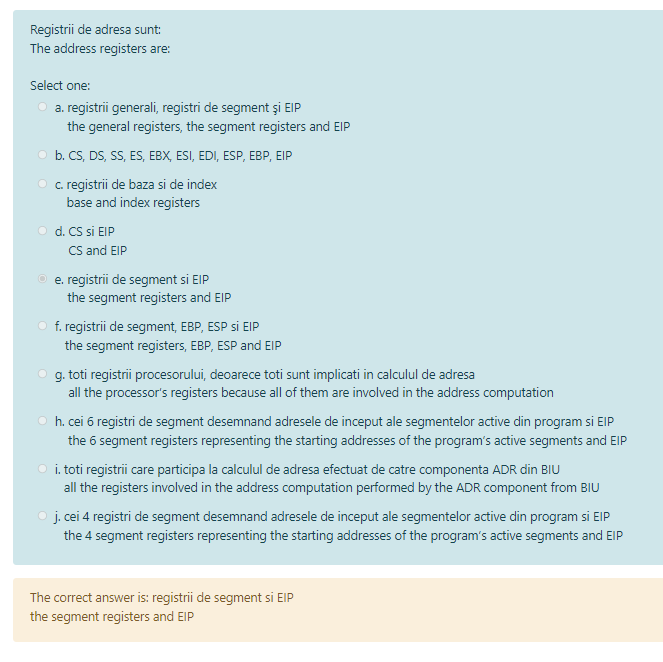 Registrii de adresa sunt:
The address registers are:
Select one:
a. registrii generali, registri de segment şi EIP
the general registers, the segment registers and EIP
b. CS, DS, SS, ES, EBX, ESI, EDI, ESP, EBP, EIP
c. registrii de baza si de index
base and index registers
d. CS si EIP
CS and EIP
e. registrii de segment si EIP
the segment registers and EIP
f. registrii de segment, EBP, ESP si EIP
the segment registers, EBP, ESP and EIP
g. toti registrii procesorului, deoarece toti sunt implicati in calculul de adresa
all the processor's registers because all of them are involved in the address computation
h. cei 6 registri de segment desemnand adresele de inceput ale segmentelor active din program si EIP
the 6 segment registers representing the starting addresses of the program’s active segments and EIP
i. toti registrii care participa la calculul de adresa efectuat de catre componenta ADR din BIU
all the registers involved in the address computation performed by the ADR component from BIU
j. cei 4 registri de segment desemnand adresele de inceput ale segmentelor active din program si EIP
the 4 segment registers representing the starting addresses of the program’s active segments and EIP
The correct answer is: registrii de segment si EIP
the segment registers and EIP